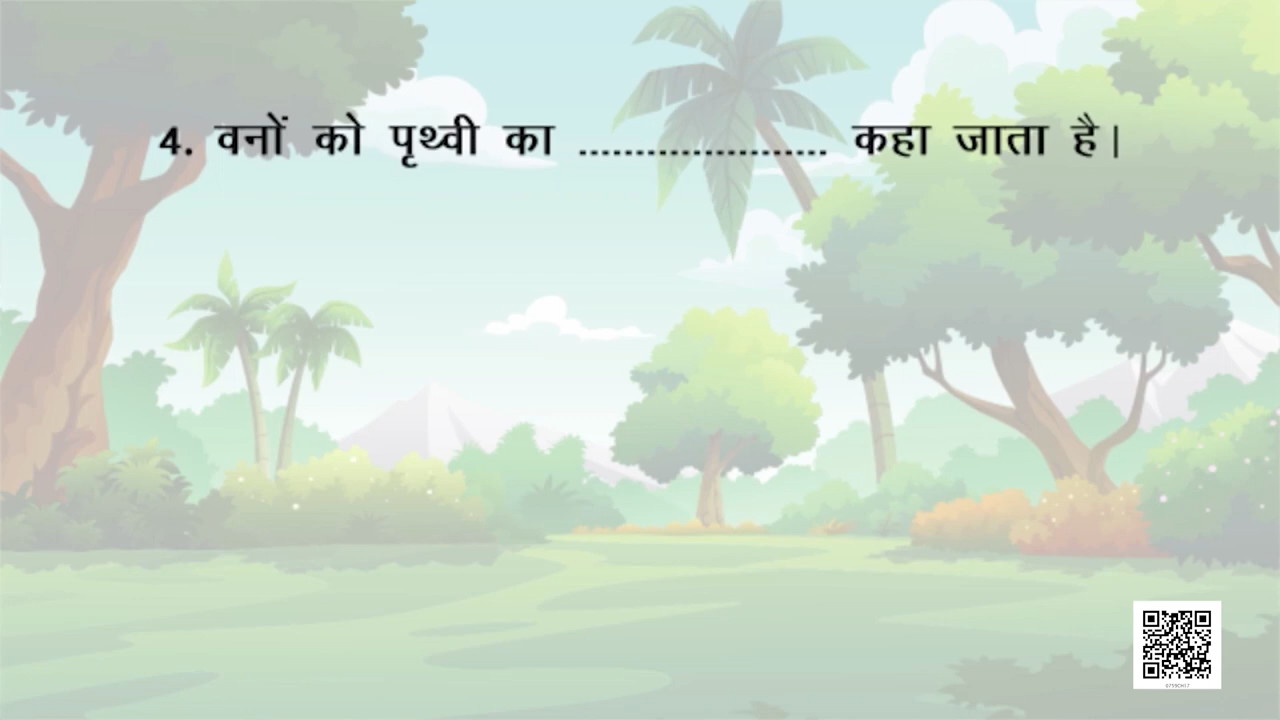 4. वनों को पृथ्वी का ...................... कहा जाता है|